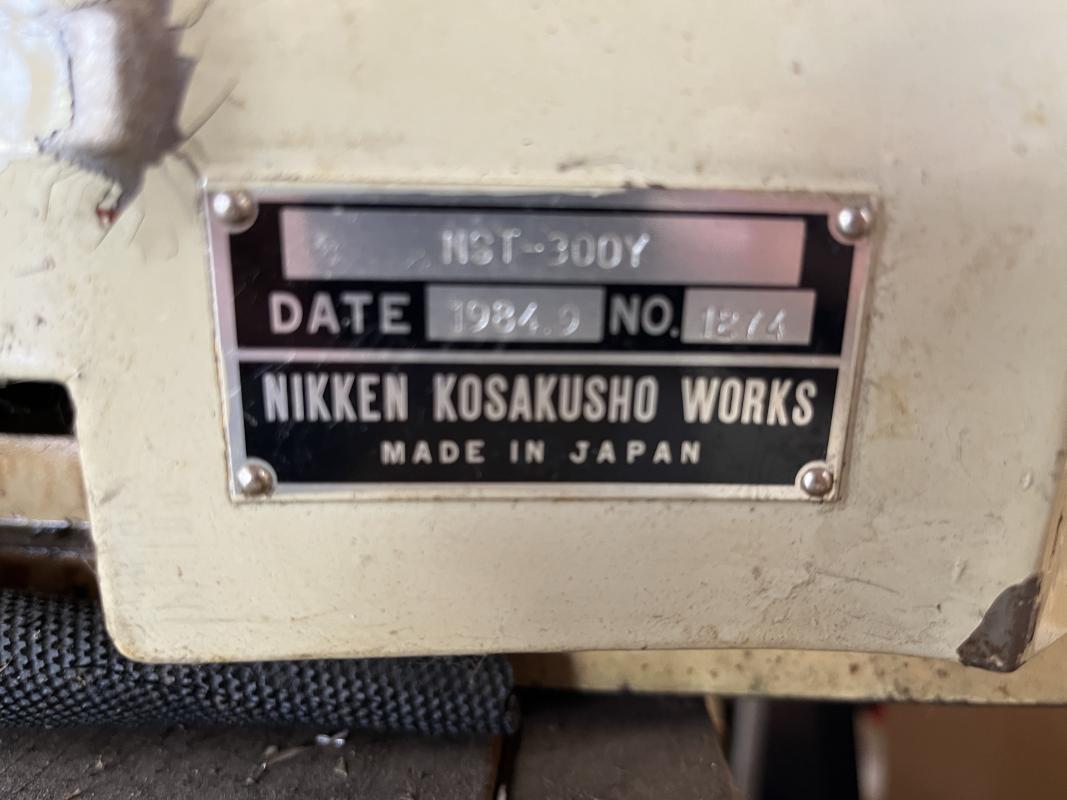 NST-300Y
DATE 1984.9 NO. 1274
NIKKEN KOSAKUSHO WORKS
MADE IN JAPAN